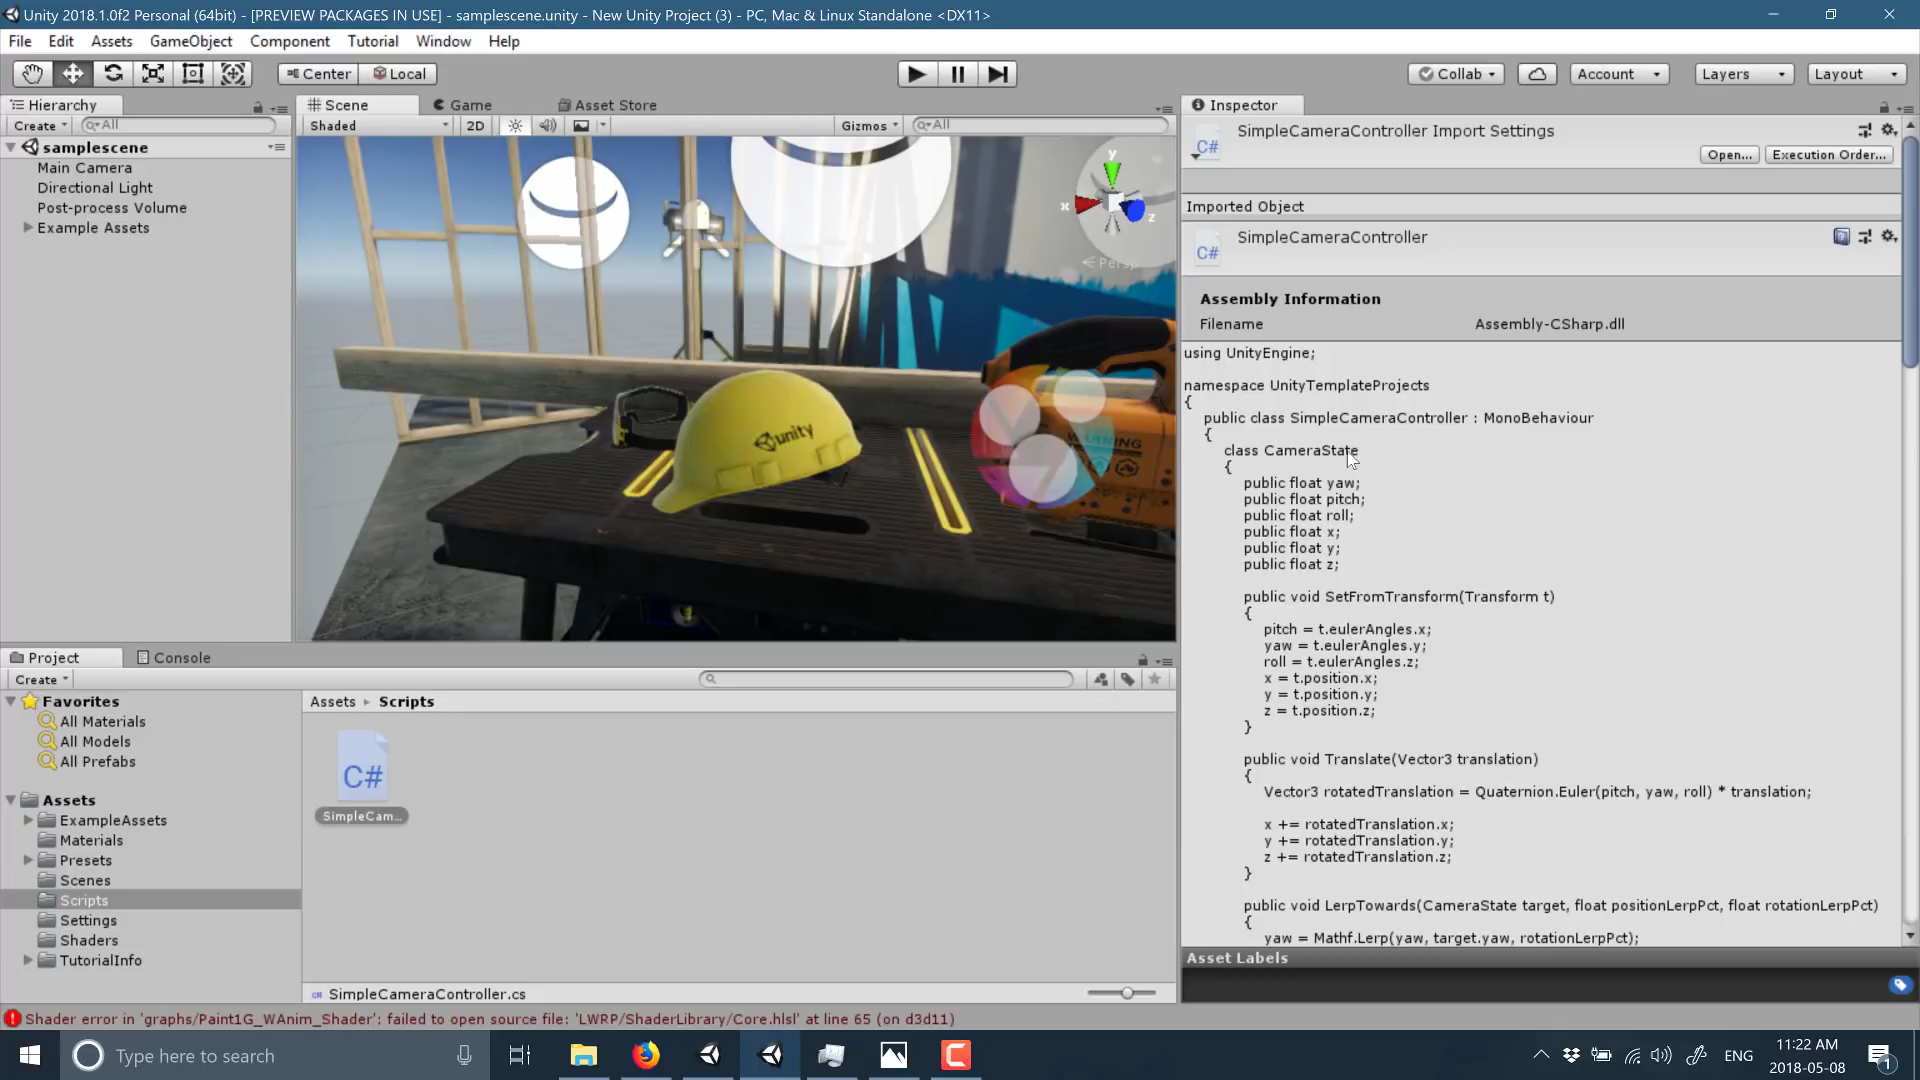 Unity 2018.1.0f2 Personal (64bit) - [PREVIEW PACKAGES IN USE] - samplescene.unity - New Unity Project (3) - PC, Mac & Linux Standalone <DX11>
File Edit Assets GameObject Component Tutorial Window Help
Center Local Collab Account Layers Layout
Hierarchy Scene Game Asset Store Inspector
Create All Shaded 2D Gizmos All
samplescene
Main Camera
Directional Light
Post-process Volume
Example Assets
y
x
z
Persp
unity
WARNING
C#
SimpleCameraController Import Settings
Open... Execution Order...
Imported Object
C#
SimpleCameraController
Assembly Information
Filename Assembly-CSharp.dll
using UnityEngine;
namespace UnityTemplateProjects
{
public class SimpleCameraController : MonoBehaviour
{
class CameraState
{
public float yaw;
public float pitch;
public float roll;
public float x;
public float y;
public float z;
public void SetFromTransform(Transform t)
{
pitch = t.eulerAngles.x;
yaw = t.eulerAngles.y;
roll = t.eulerAngles.z;
x = t.position.x;
y = t.position.y;
z = t.position.z;
}
public void Translate(Vector3 translation)
{
Vector3 rotatedTranslation = Quaternion.Euler(pitch, yaw, roll) * translation;
x += rotatedTranslation.x;
y += rotatedTranslation.y;
z += rotatedTranslation.z;
}
public void LerpTowards(CameraState target, float positionLerpPct, float rotationLerpPct)
{
yaw = Mathf.Lerp(yaw, target.yaw, rotationLerpPct);
Asset Labels
Project Console
Create
Favorites
All Materials
All Models
All Prefabs
Assets
ExampleAssets
Materials
Presets
Scenes
Scripts
Settings
Shaders
TutorialInfo
Assets Scripts
C#
SimpleCam...
SimpleCameraController.cs
Shader error in 'graphs/Paint1G_WAnim_Shader': failed to open source file: 'LWRP/ShaderLibrary/Core.hlsl' at line 65 (on d3d11)
Type here to search
ENG
11:22 AM
2018-05-08
1